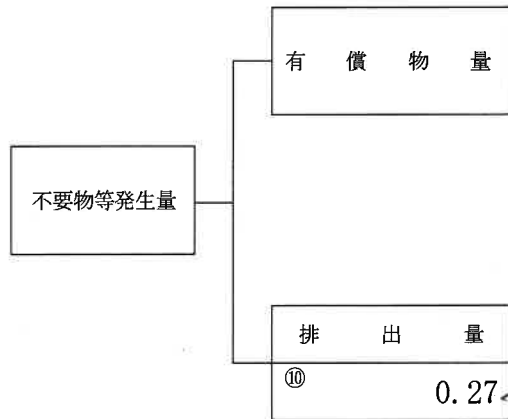 有償物量
不要物等発生量
排出量
⑩
0.27